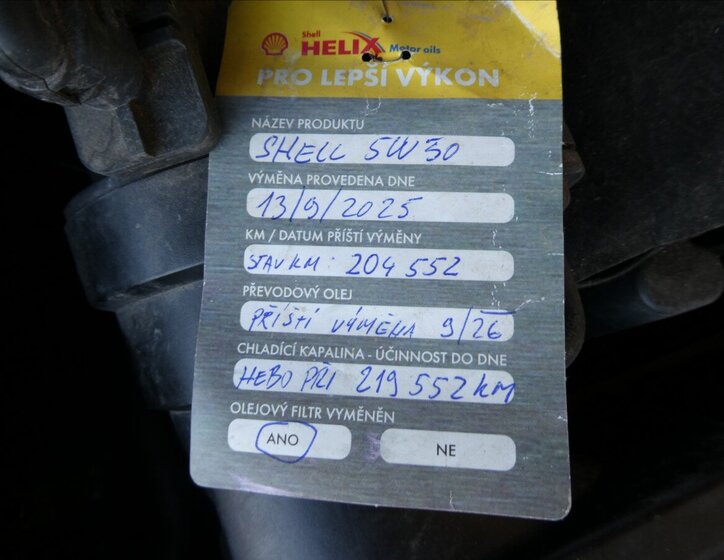 Shell
HELIX Motor oils
PRO LEPŠÍ VÝKON
NÁZEV PRODUKTU
SHELL 5W30
VÝMĚNA PROVEDENA DNE
13/9/2025
KM / DATUM PŘÍŠTÍ VÝMĚNY
STAV KM: 204 552
PŘEVODOVÝ OLEJ
PŘÍŠTÍ VÝMĚNA 9/26
CHLADÍCÍ KAPALINA - ÚČINNOST DO DNE
NEBO PŘI 219 552 KM
OLEJOVÝ FILTR VYMĚNĚN
ANO NE